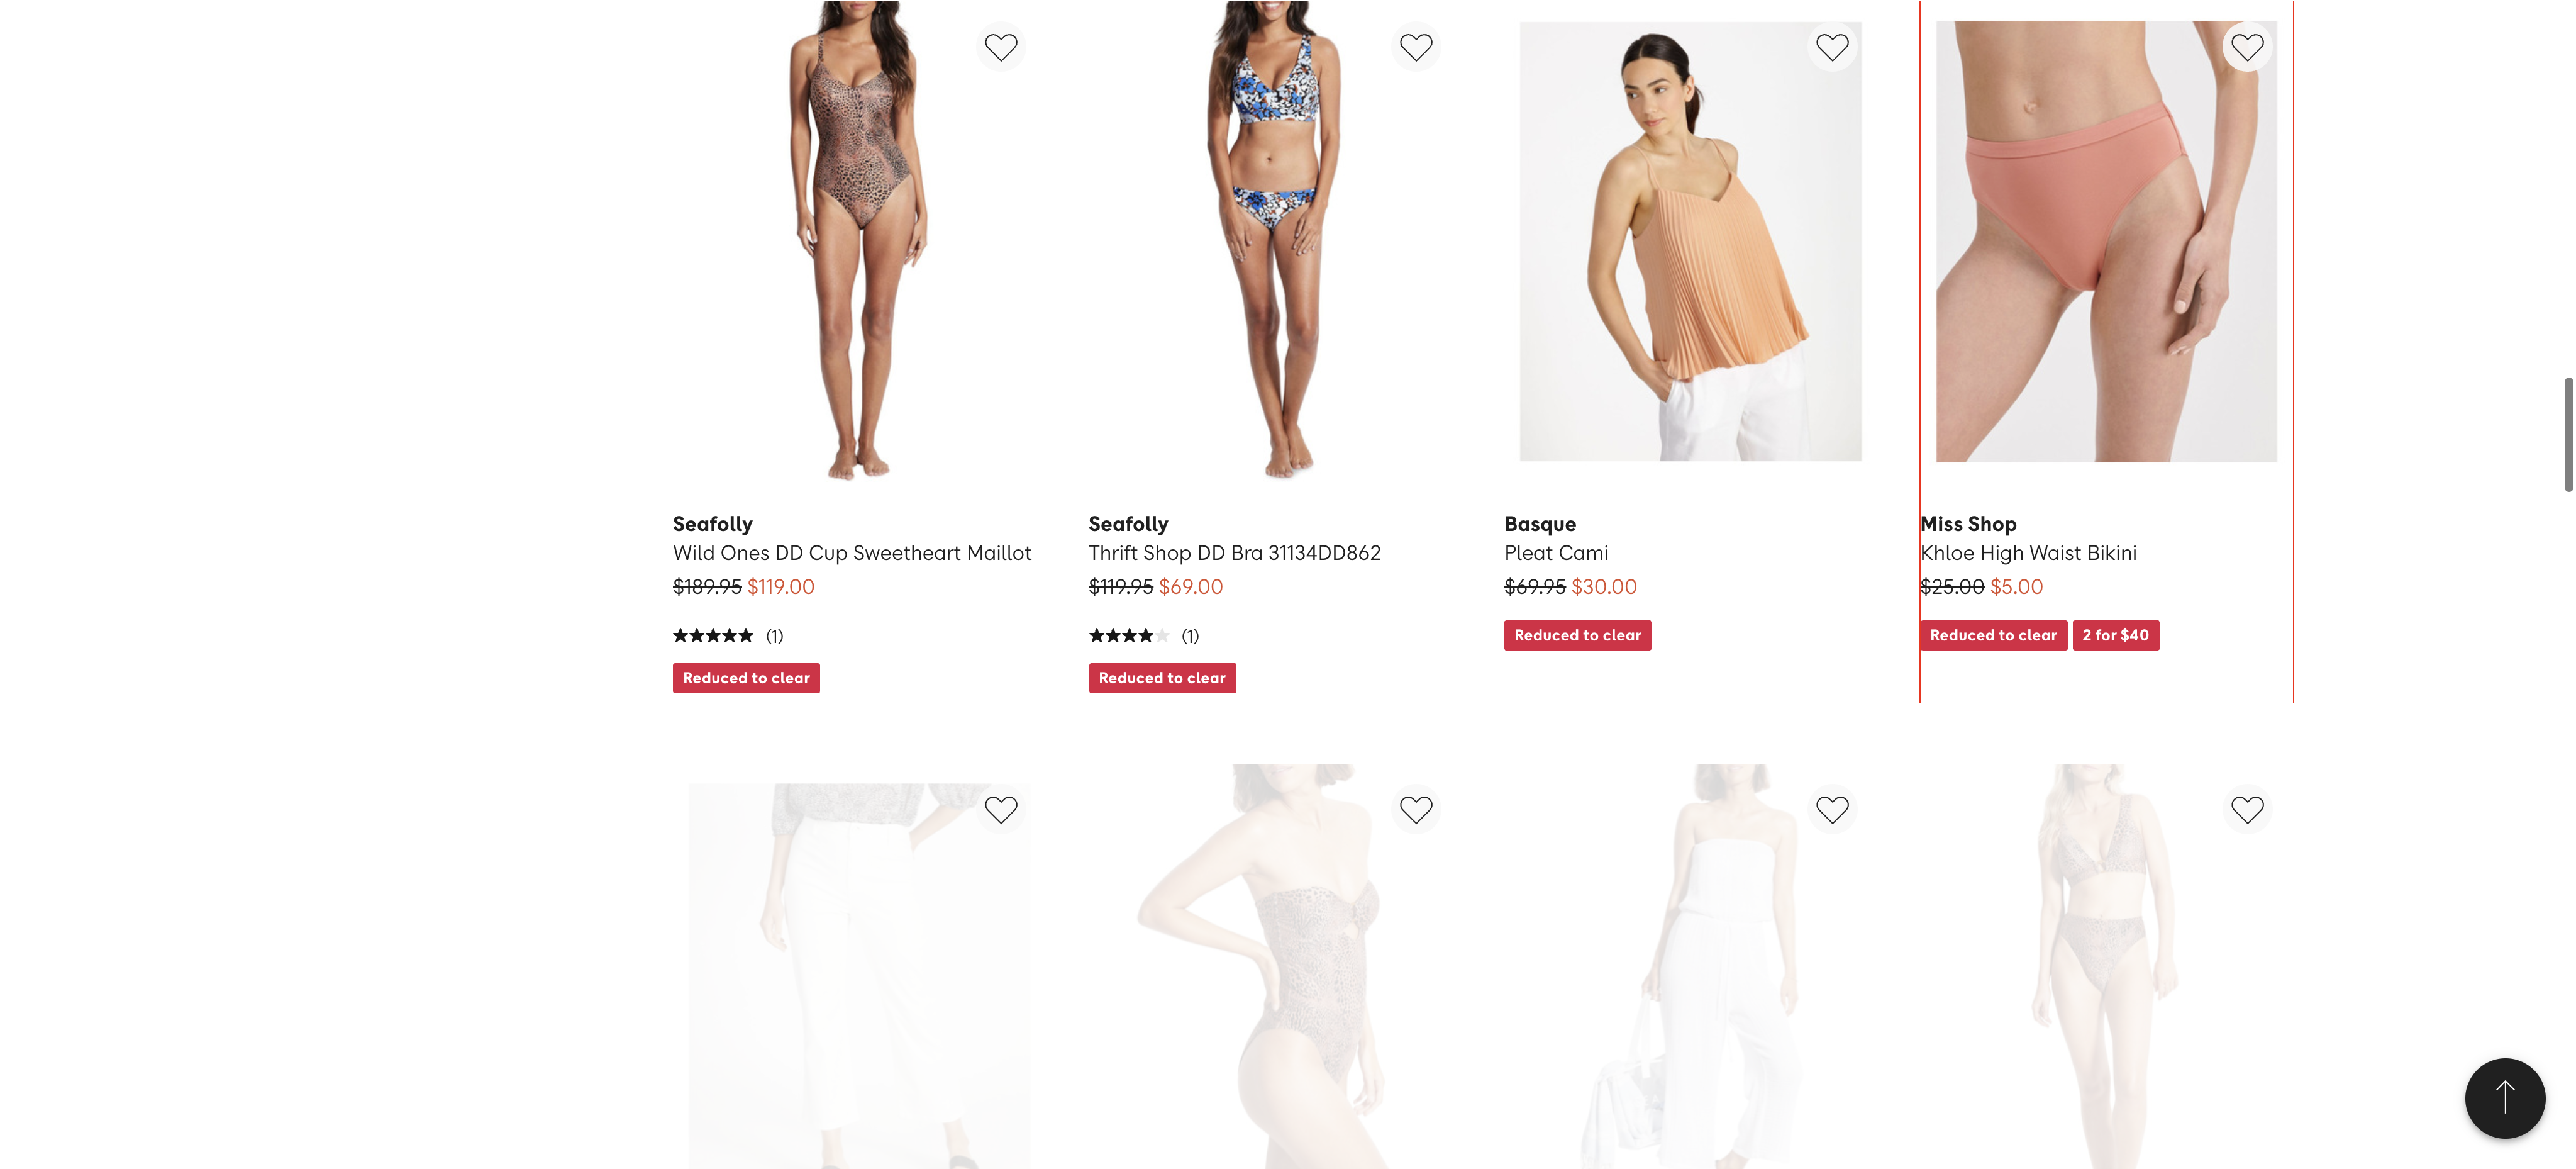 Seafolly
Wild Ones DD Cup Sweetheart Maillot
$189.95 $119.00
(1)
Reduced to clear
Seafolly
Thrift Shop DD Bra 31134DD862
$119.95 $69.00
(1)
Reduced to clear
Basque
Pleat Cami
$69.95 $30.00
Reduced to clear
Miss Shop
Khloe High Waist Bikini
$25.00 $5.00
Reduced to clear 2 for $40